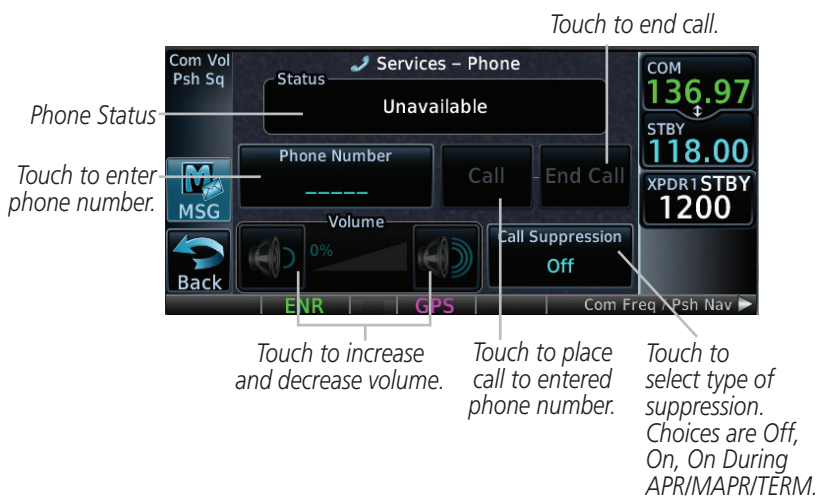 Touch to end call.
Com Vol
Psh Sq
Services – Phone
Status
Unavailable
COM
136.97
STBY
118.00
XPDR1 STBY
1200
Phone Status
Touch to enter
phone number.
Phone Number
_____
Call
End Call
MSG
Volume
0%
Call Suppression
Off
Back
ENR
GPS
Com Freq / Psh Nav
Touch to increase
and decrease volume.
Touch to place
call to entered
phone number.
Touch to
select type of
suppression.
Choices are Off,
On, On During
APR/MAPR/TERM.